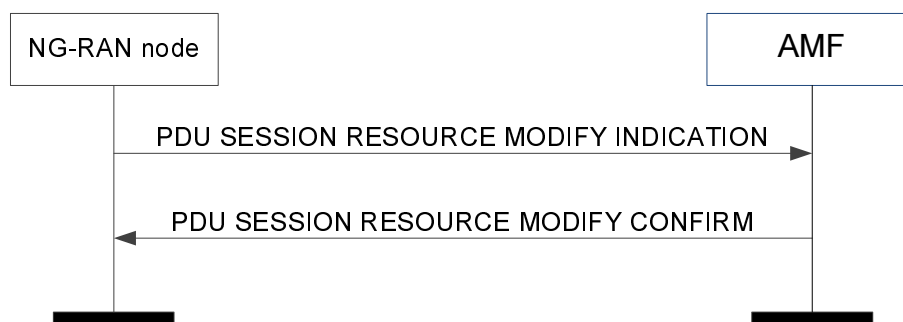 NG-RAN node
AMF
PDU SESSION RESOURCE MODIFY INDICATION
PDU SESSION RESOURCE MODIFY CONFIRM